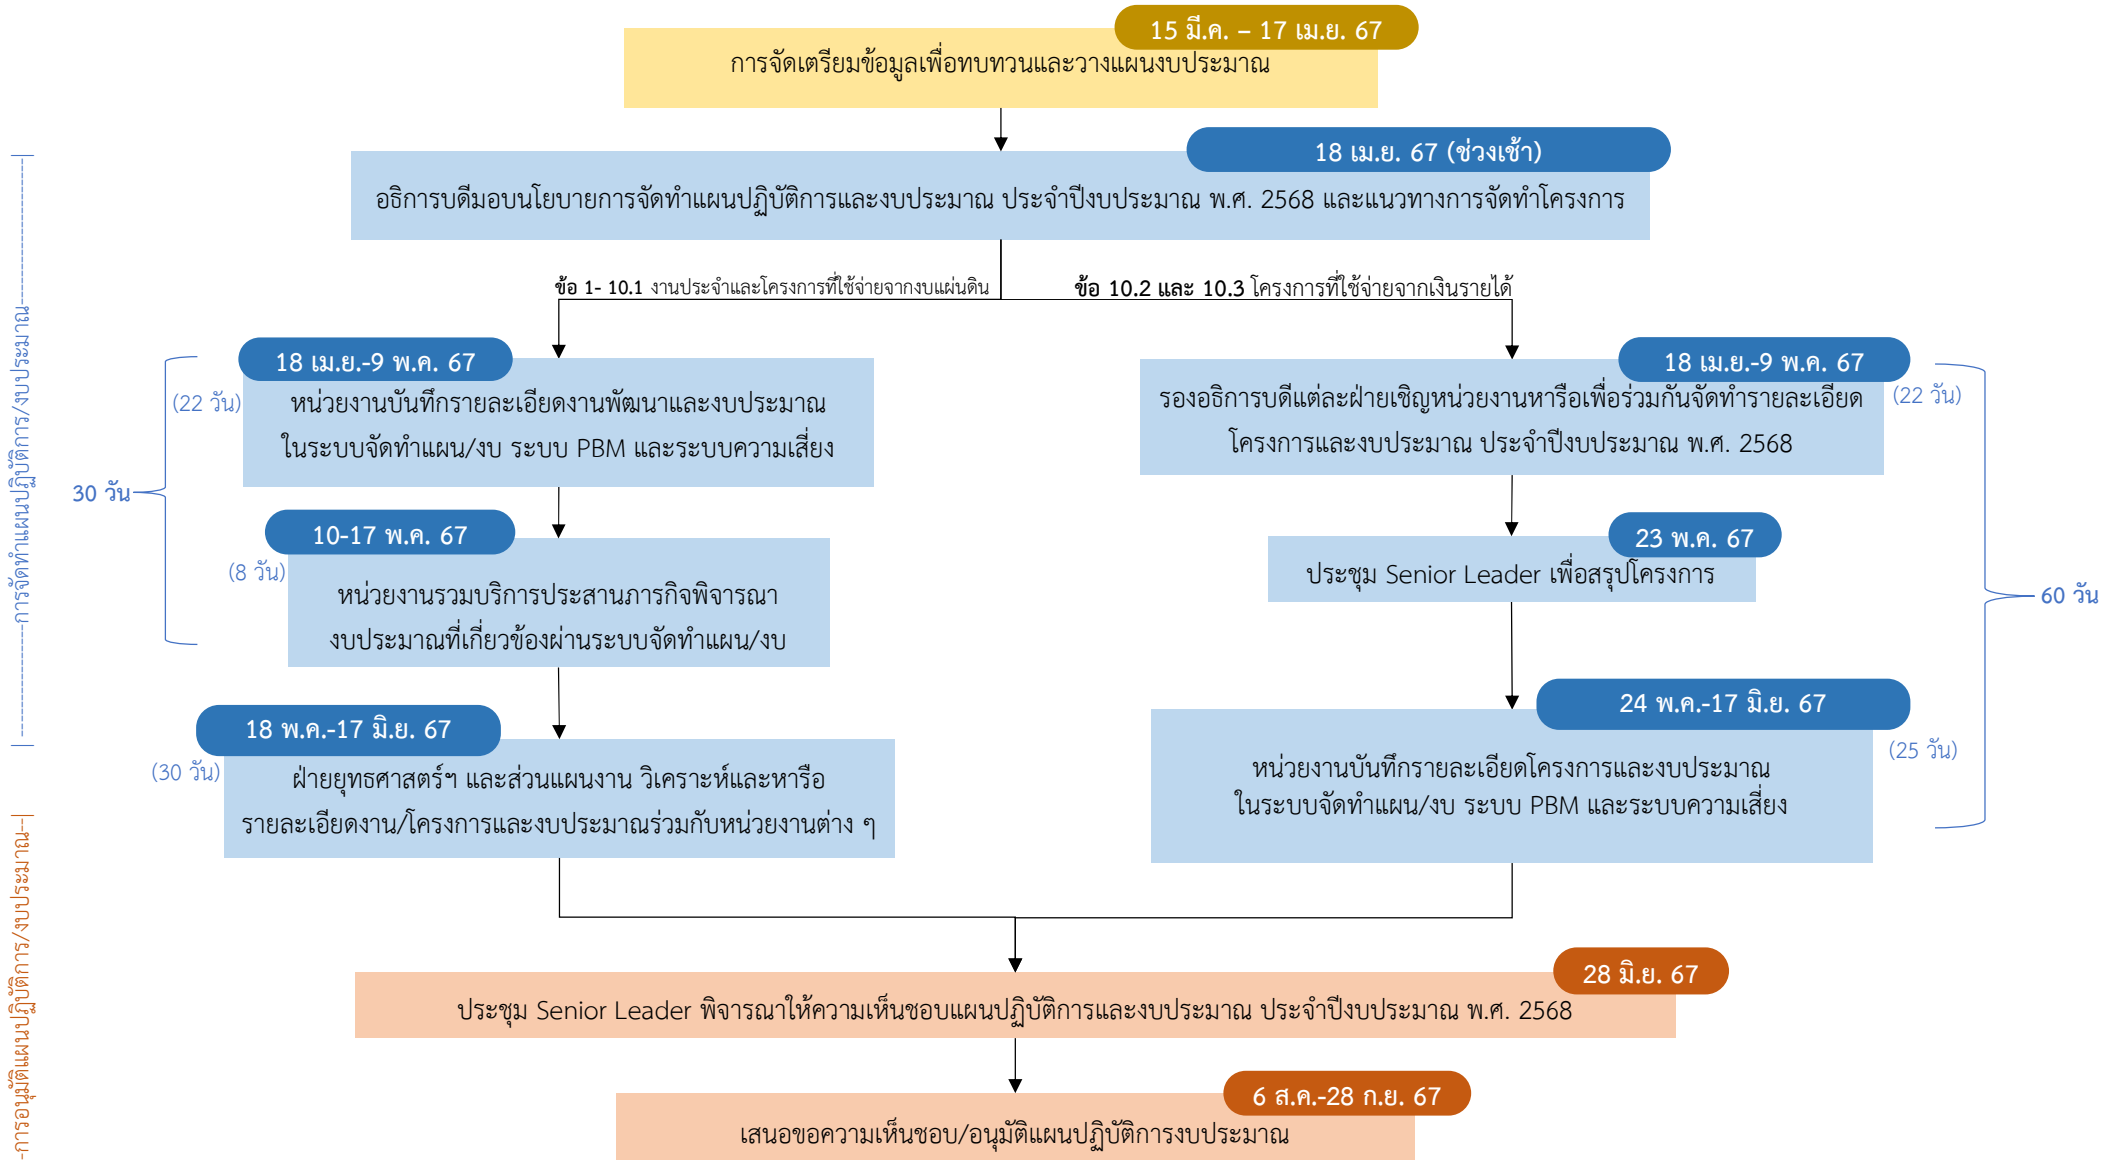 15 มี.ค. – 17 เม.ย. 67
การจัดเตรียมข้อมูลเพื่อทบทวนและวางแผนงบประมาณ
18 เม.ย. 67 (ช่วงเช้า)
อธิการบดีมอบนโยบายการจัดทำแผนปฏิบัติการและงบประมาณ ประจำปีงบประมาณ พ.ศ. 2568 และแนวทางการจัดทำโครงการ
ข้อ 1- 10.1 งานประจำและโครงการที่ใช้จ่ายจากงบแผ่นดิน
ข้อ 10.2 และ 10.3 โครงการที่ใช้จ่ายจากเงินรายได้
การจัดทำแผนปฏิบัติการ/งบประมาณ
30 วัน
18 เม.ย.-9 พ.ค. 67
(22 วัน)
หน่วยงานบันทึกรายละเอียดงานพัฒนาและงบประมาณ
ในระบบจัดทำแผน/งบ ระบบ PBM และระบบความเสี่ยง
10-17 พ.ค. 67
(8 วัน)
หน่วยงานรวมบริการประสานภารกิจพิจารณา
งบประมาณที่เกี่ยวข้องผ่านระบบจัดทำแผน/งบ
18 พ.ค.-17 มิ.ย. 67
(30 วัน)
ฝ่ายยุทธศาสตร์ฯ และส่วนแผนงาน วิเคราะห์และหารือ
รายละเอียดงาน/โครงการและงบประมาณร่วมกับหน่วยงานต่าง ๆ
18 เม.ย.-9 พ.ค. 67
(22 วัน)
รองอธิการบดีแต่ละฝ่ายเชิญหน่วยงานหารือเพื่อร่วมกันจัดทำรายละเอียด
โครงการและงบประมาณ ประจำปีงบประมาณ พ.ศ. 2568
23 พ.ค. 67
ประชุม Senior Leader เพื่อสรุปโครงการ
60 วัน
24 พ.ค.-17 มิ.ย. 67
(25 วัน)
หน่วยงานบันทึกรายละเอียดโครงการและงบประมาณ
ในระบบจัดทำแผน/งบ ระบบ PBM และระบบความเสี่ยง
การอนุมัติแผนปฏิบัติการ/งบประมาณ
28 มิ.ย. 67
ประชุม Senior Leader พิจารณาให้ความเห็นชอบแผนปฏิบัติการและงบประมาณ ประจำปีงบประมาณ พ.ศ. 2568
6 ส.ค.-28 ก.ย. 67
เสนอขอความเห็นชอบ/อนุมัติแผนปฏิบัติการงบประมาณ